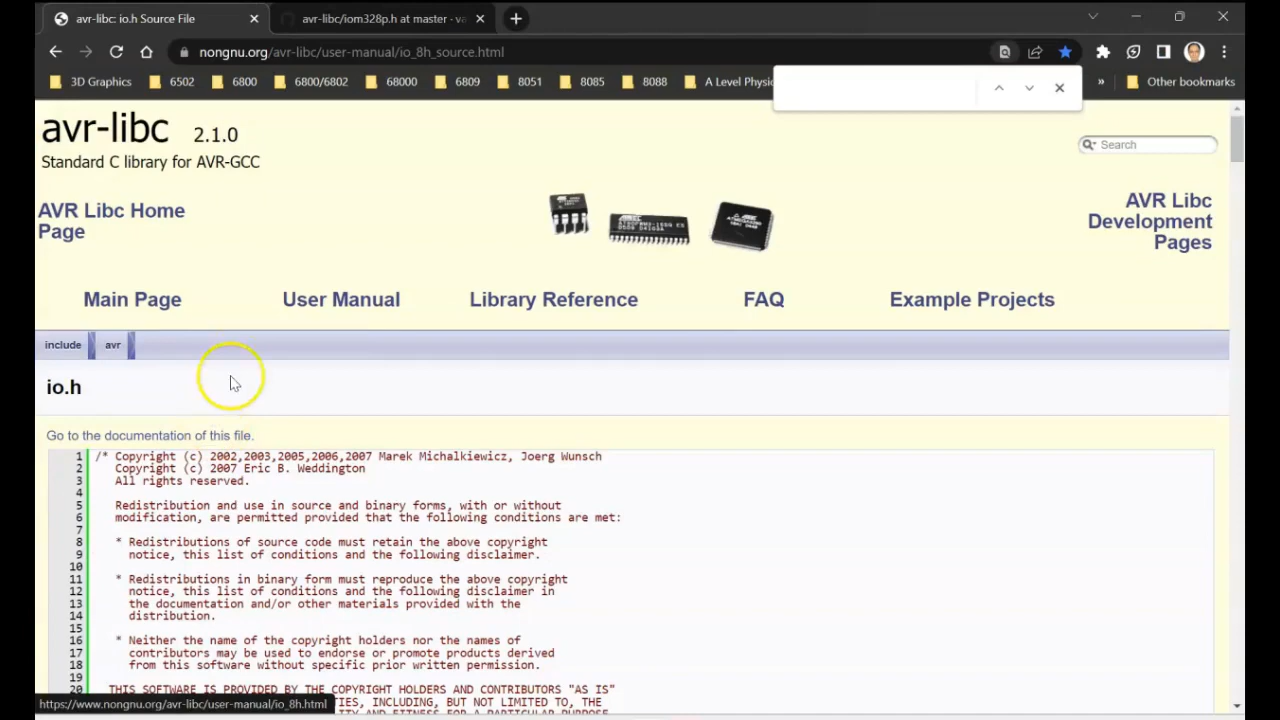 avr-libc: io.h Source File
avr-libc/iom328p.h at master · va
nongnu.org/avr-libc/user-manual/io_8h_source.html
3D Graphics 6502 6800 6800/6802 68000 6809 8051 8085 8088 A Level Physic » Other bookmarks
avr-libc 2.1.0
Standard C library for AVR-GCC
Search
AVR Libc Home
Page
AVR Libc
Development
Pages
Main Page User Manual Library Reference FAQ Example Projects
include avr
io.h
Go to the documentation of this file.
1 /* Copyright (c) 2002,2003,2005,2006,2007 Marek Michalkiewicz, Joerg Wunsch
2 Copyright (c) 2007 Eric B. Weddington
3 All rights reserved.
4
5 Redistribution and use in source and binary forms, with or without
6 modification, are permitted provided that the following conditions are met:
7
8 * Redistributions of source code must retain the above copyright
9 notice, this list of conditions and the following disclaimer.
10
11 * Redistributions in binary form must reproduce the above copyright
12 notice, this list of conditions and the following disclaimer in
13 the documentation and/or other materials provided with the
14 distribution.
15
16 * Neither the name of the copyright holders nor the names of
17 contributors may be used to endorse or promote products derived
18 from this software without specific prior written permission.
19
20 THIS SOFTWARE IS PROVIDED BY THE COPYRIGHT HOLDERS AND CONTRIBUTORS "AS IS"
TIES, INCLUDING, BUT NOT LIMITED TO, THE
https://www.nongnu.org/avr-libc/user-manual/io_8h.html